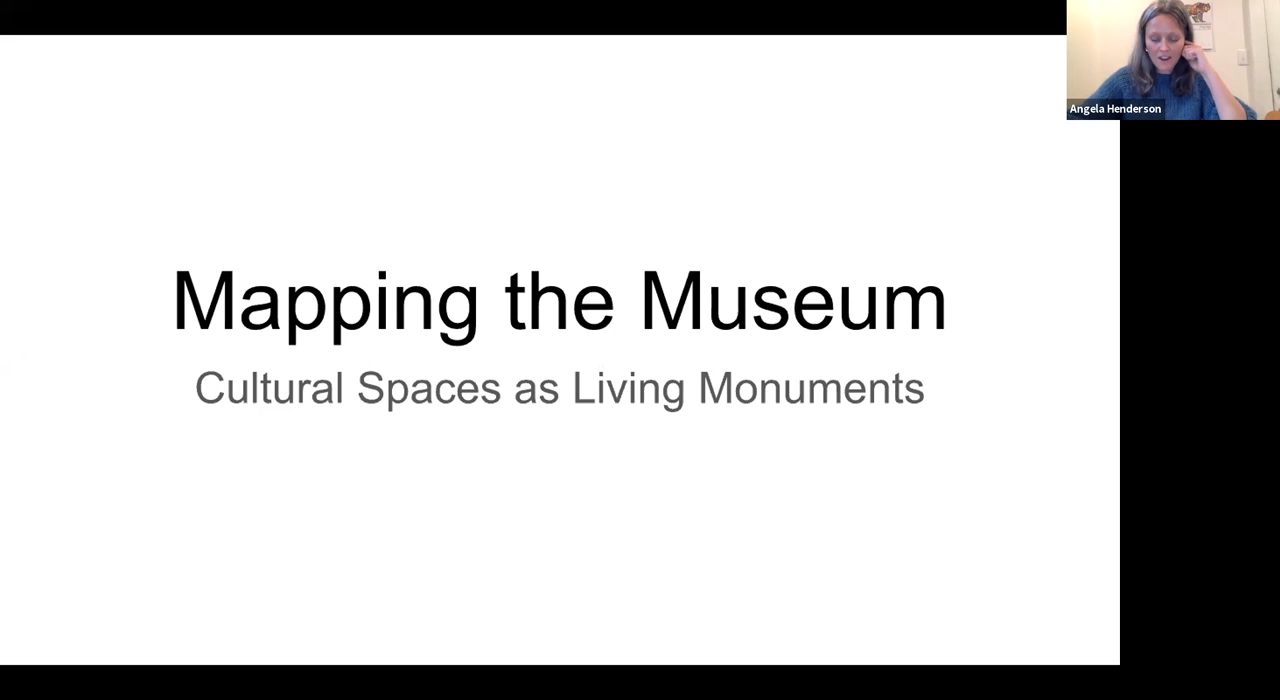 Angela Henderson
Mapping the Museum
Cultural Spaces as Living Monuments